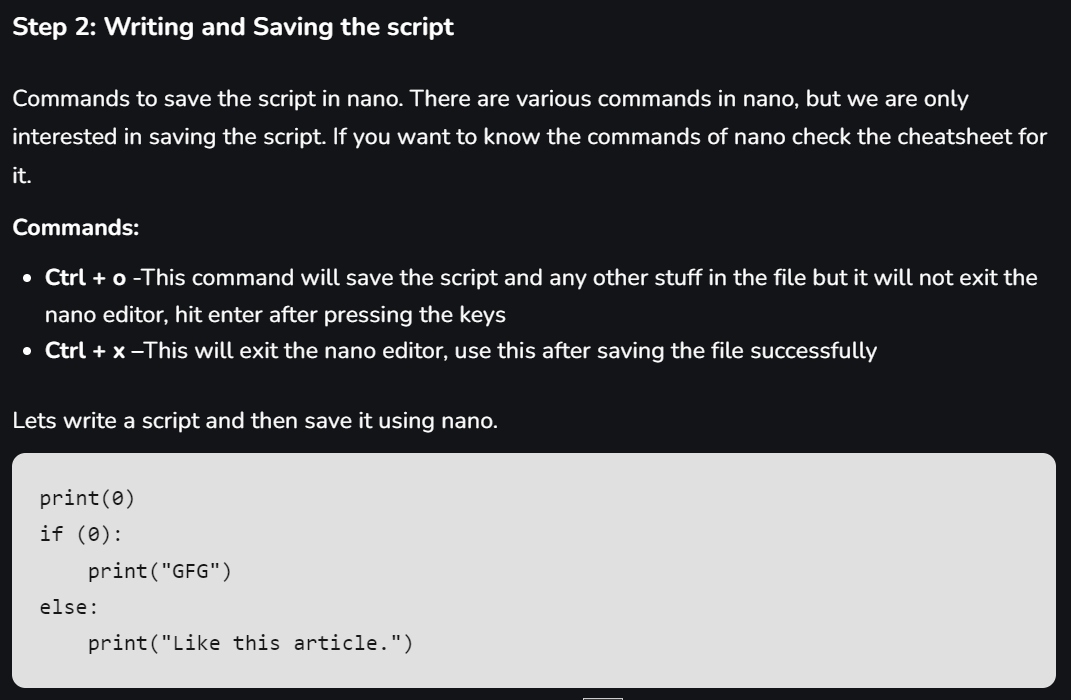 Step 2: Writing and Saving the script
Commands to save the script in nano. There are various commands in nano, but we are only
interested in saving the script. If you want to know the commands of nano check the cheatsheet for
it.
Commands:
• Ctrl + o -This command will save the script and any other stuff in the file but it will not exit the
nano editor, hit enter after pressing the keys
• Ctrl + x –This will exit the nano editor, use this after saving the file successfully
Lets write a script and then save it using nano.
print(0)
if (0):
    print("GFG")
else:
    print("Like this article.")